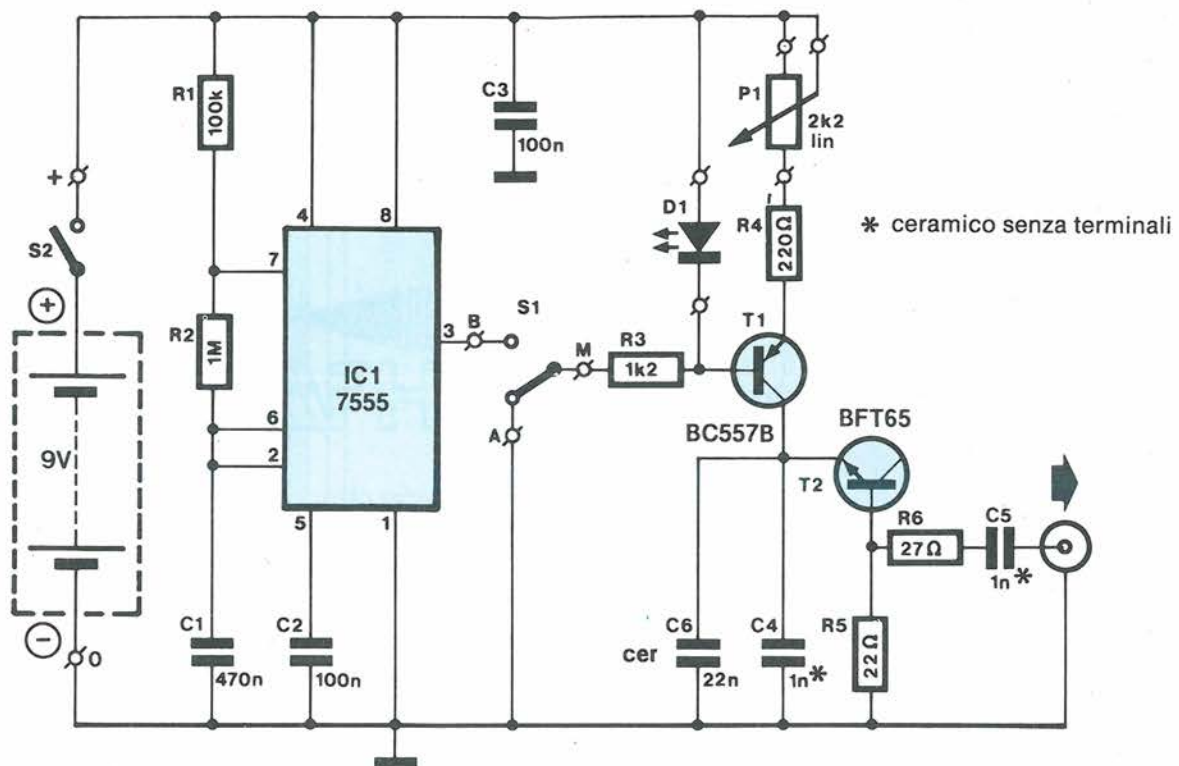 R1
100k
C3
100n
P1
2k2
lin
+
S2
+
4
8
D1
R4
220Ω
* ceramico senza terminali
7
R2
1M
IC1
7555
3
B
S1
M
R3
1k2
T1
9V
6
2
A
BC557B
BFT65
T2
5
1
R6
27Ω
C5
1n*
−
0
C1
470n
C2
100n
cer
C6
22n
C4
1n*
R5
22Ω